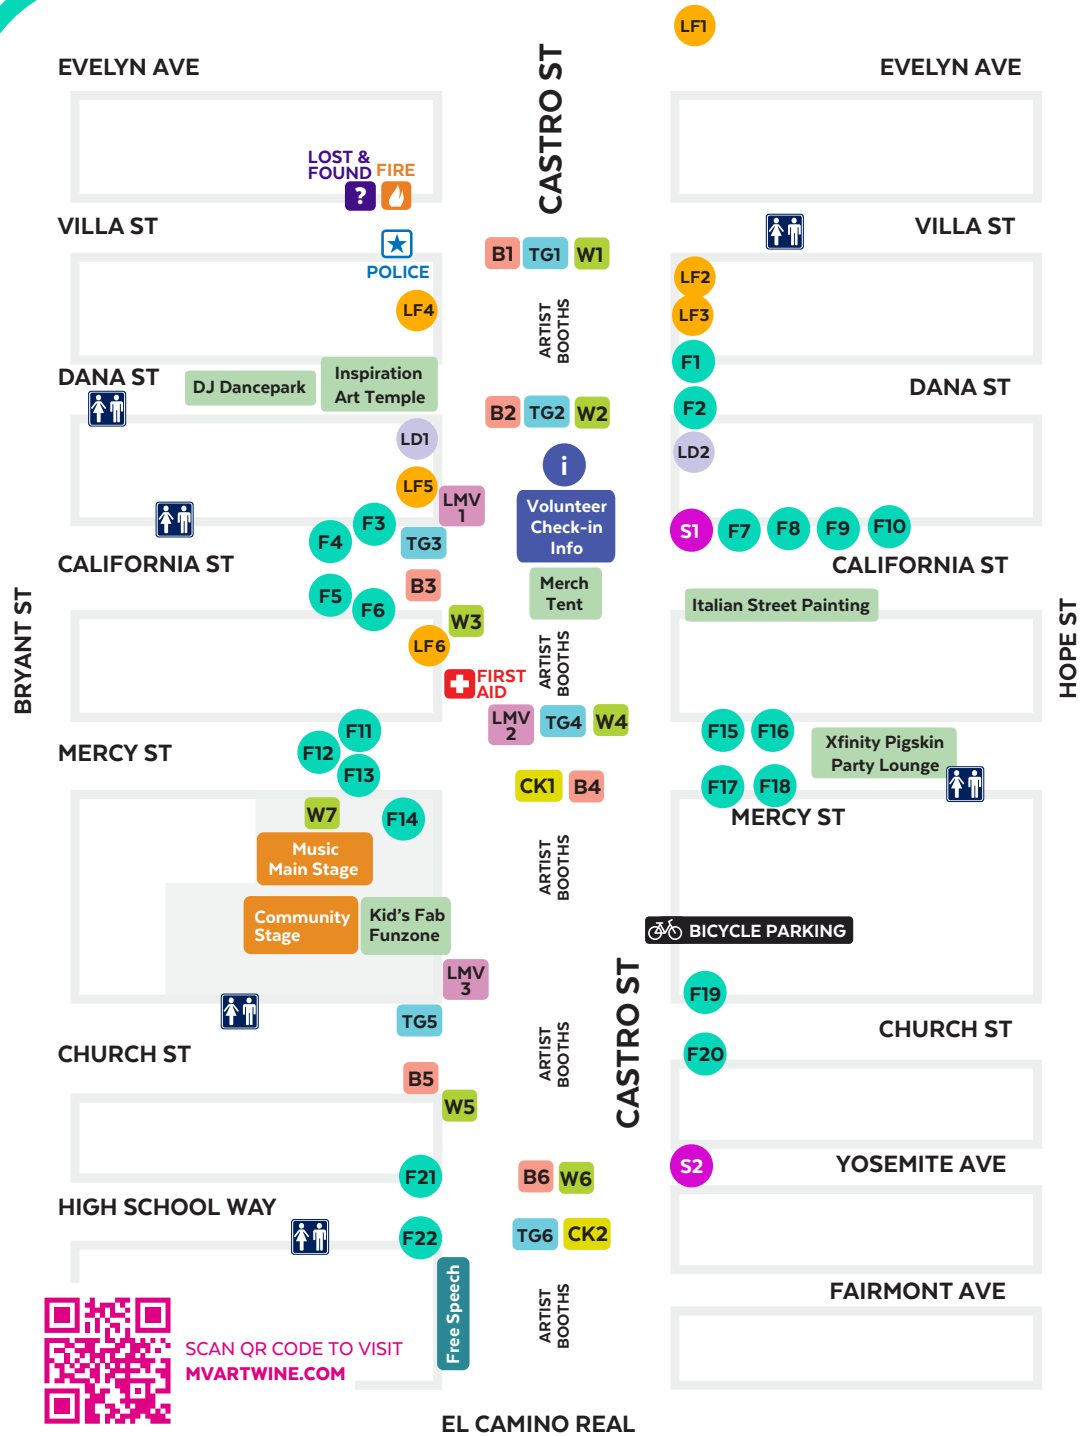 LF1
EVELYN AVE
CASTRO ST
EVELYN AVE
LOST &
FOUND
FIRE
?
VILLA ST
VILLA ST
POLICE
B1
TG1
W1
LF2
LF3
LF4
ARTIST
BOOTHS
F1
DANA ST
DJ Dancepark
Inspiration
Art Temple
DANA ST
B2
TG2
W2
F2
LD1
i
LD2
LF5
LMV
1
Volunteer
Check-in
Info
F3
F4
TG3
S1
F7
F8
F9
F10
CALIFORNIA ST
CALIFORNIA ST
B3
Merch
Tent
F5
F6
W3
Italian Street Painting
BRYANT ST
HOPE ST
LF6
ARTIST
BOOTHS
FIRST
AID
LMV
2
TG4
W4
F11
F12
F13
F15
F16
Xfinity Pigskin
Party Lounge
MERCY ST
CK1
B4
F17
F18
MERCY ST
W7
F14
Music
Main Stage
ARTIST
BOOTHS
Community
Stage
Kid's Fab
Funzone
BICYCLE PARKING
LMV
3
F19
TG5
CASTRO ST
ARTIST
BOOTHS
CHURCH ST
CHURCH ST
F20
B5
W5
F21
B6
W6
S2
YOSEMITE AVE
HIGH SCHOOL WAY
F22
TG6
CK2
Free Speech
ARTIST
BOOTHS
FAIRMONT AVE
SCAN QR CODE TO VISIT
MVARTWINE.COM
EL CAMINO REAL